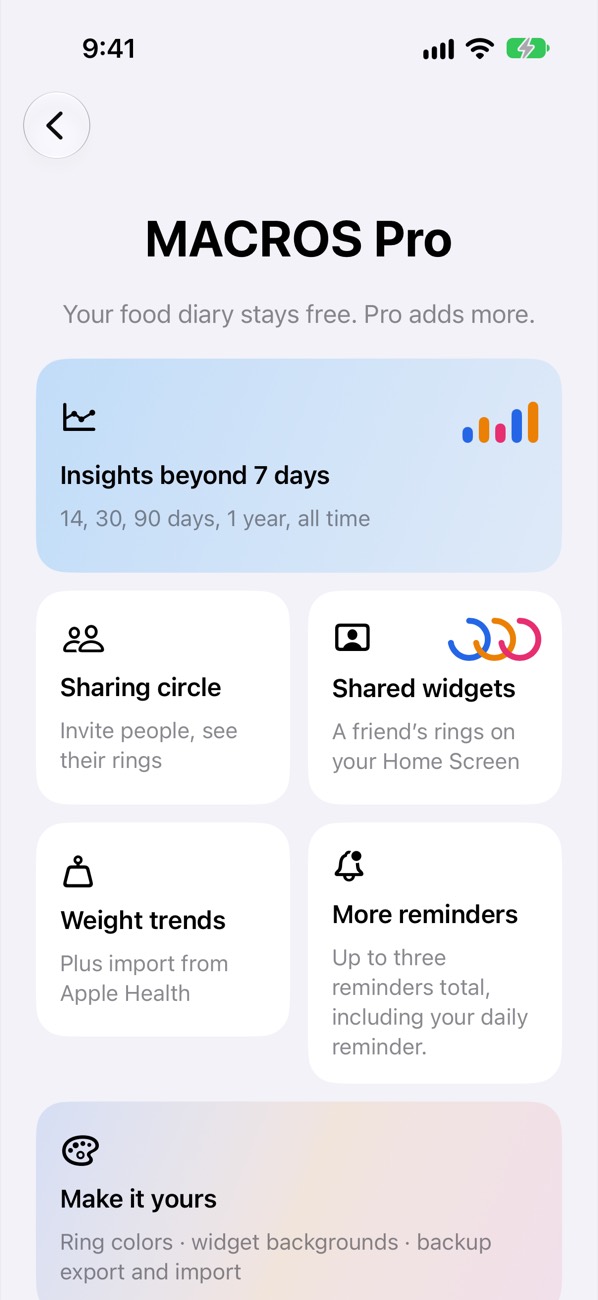 9:41
MACROS Pro
Your food diary stays free. Pro adds more.
Insights beyond 7 days
14, 30, 90 days, 1 year, all time
Sharing circle
Invite people, see
their rings
Shared widgets
A friend’s rings on
your Home Screen
Weight trends
Plus import from
Apple Health
More reminders
Up to three
reminders total,
including your daily
reminder.
Make it yours
Ring colors · widget backgrounds · backup
export and import